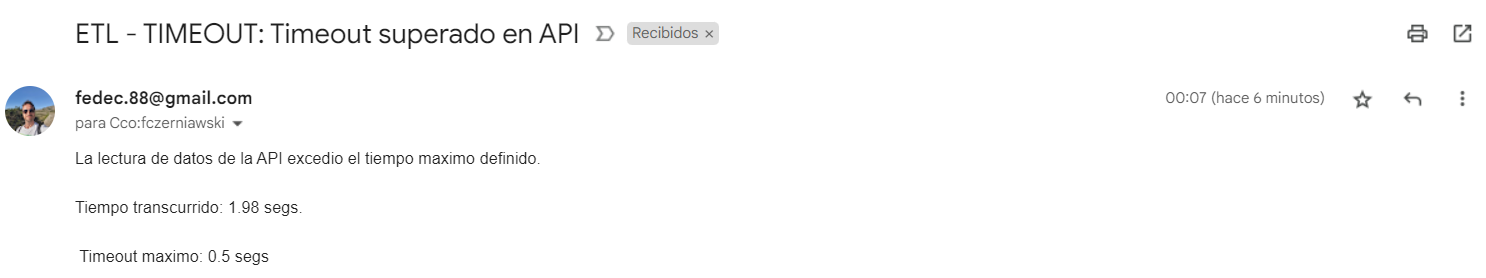 ETL - TIMEOUT: Timeout superado en API Recibidos ×
fedec.88@gmail.com 00:07 (hace 6 minutos)
para Cco:fczerniawski
La lectura de datos de la API excedio el tiempo maximo definido.
Tiempo transcurrido: 1.98 segs.
Timeout maximo: 0.5 segs